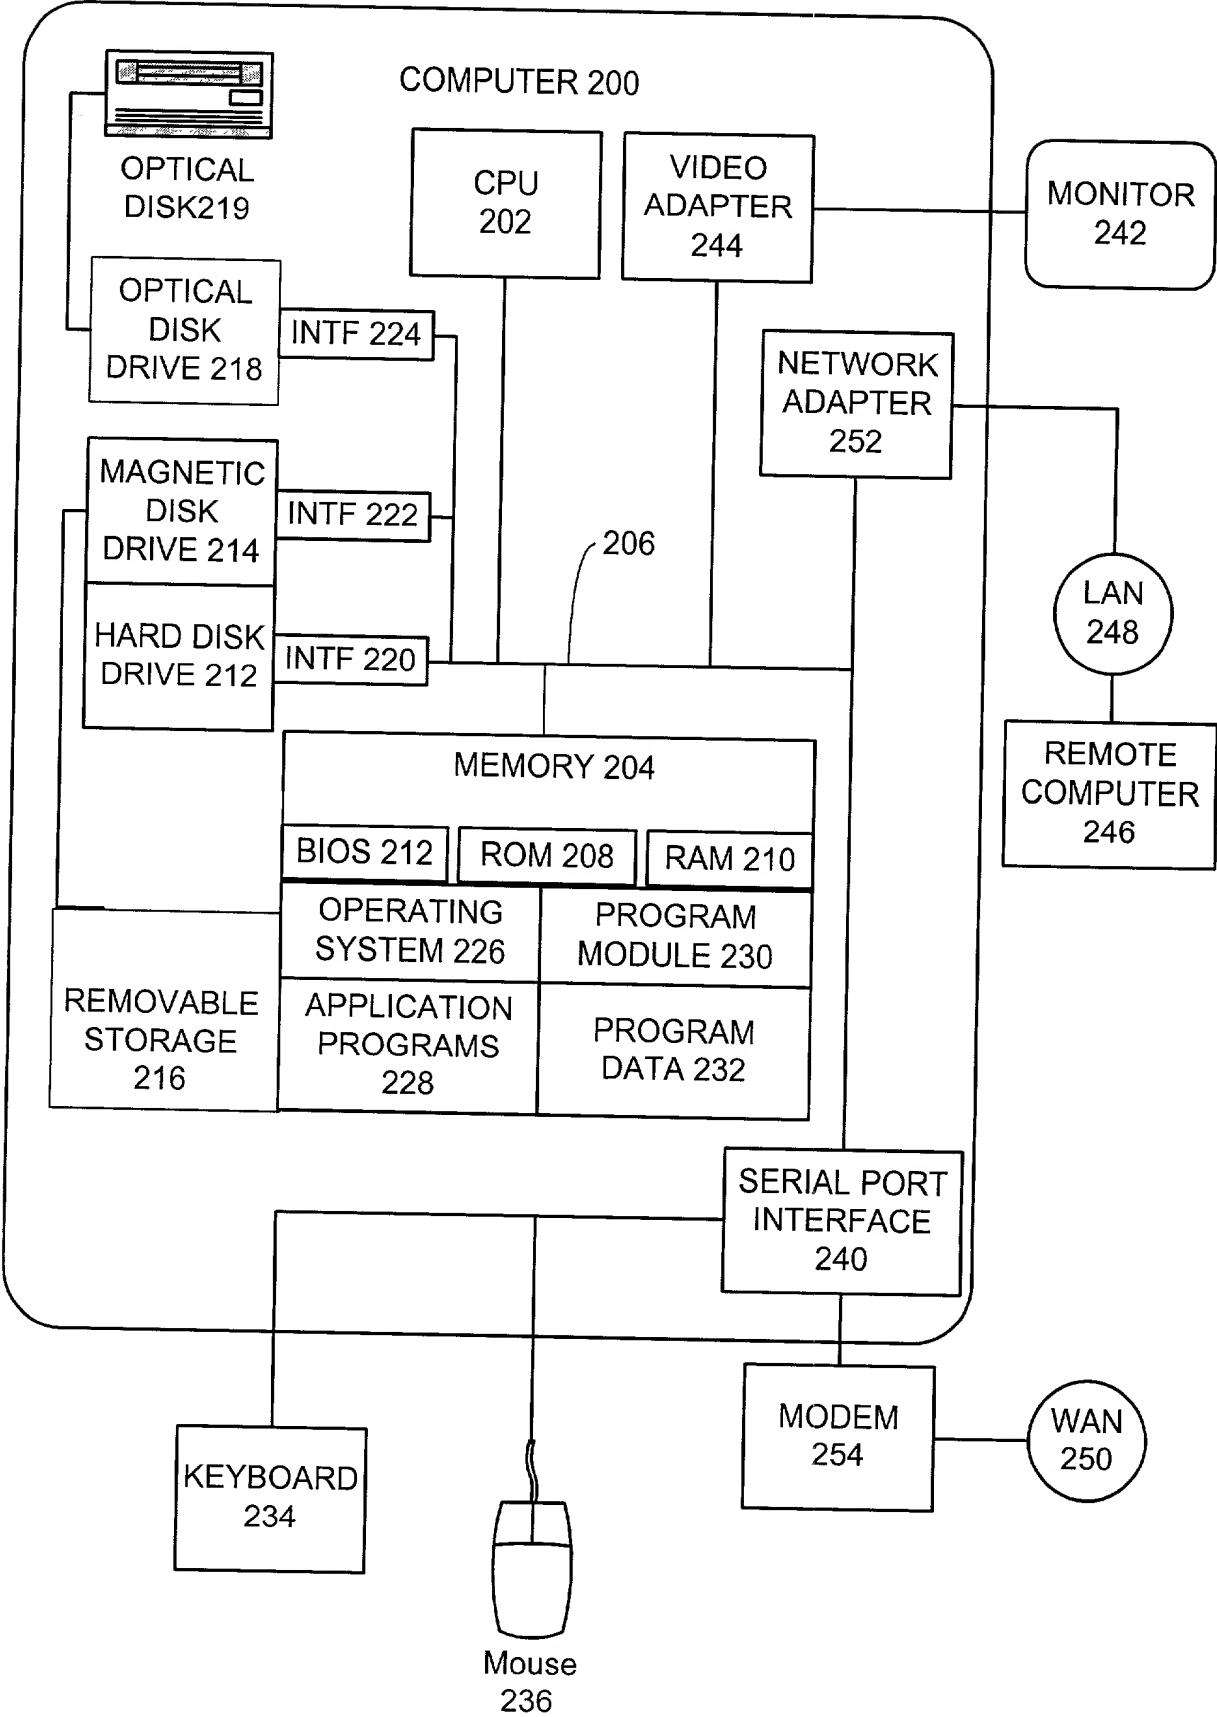 COMPUTER 200
OPTICAL
DISK219
CPU
202
VIDEO
ADAPTER
244
MONITOR
242
OPTICAL
DISK
DRIVE 218
INTF 224
NETWORK
ADAPTER
252
MAGNETIC
DISK
DRIVE 214
INTF 222
206
LAN
248
HARD DISK
DRIVE 212
INTF 220
REMOTE
COMPUTER
246
MEMORY 204
BIOS 212
ROM 208
RAM 210
OPERATING
SYSTEM 226
PROGRAM
MODULE 230
REMOVABLE
STORAGE
216
APPLICATION
PROGRAMS
228
PROGRAM
DATA 232
SERIAL PORT
INTERFACE
240
MODEM
254
WAN
250
KEYBOARD
234
Mouse
236